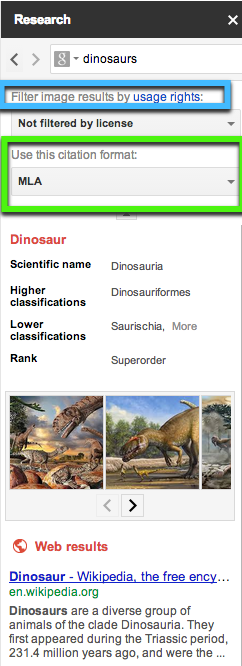 Research
dinosaurs
Filter image results by usage rights:
Not filtered by license
Use this citation format:
MLA
Dinosaur
Scientific name Dinosauria
Higher classifications Dinosauriformes
Lower classifications Saurischia, More
Rank Superorder
Web results
Dinosaur - Wikipedia, the free ency...
en.wikipedia.org
Dinosaurs are a diverse group of
animals of the clade Dinosauria. They
first appeared during the Triassic period,
231.4 million years ago, and were the ...